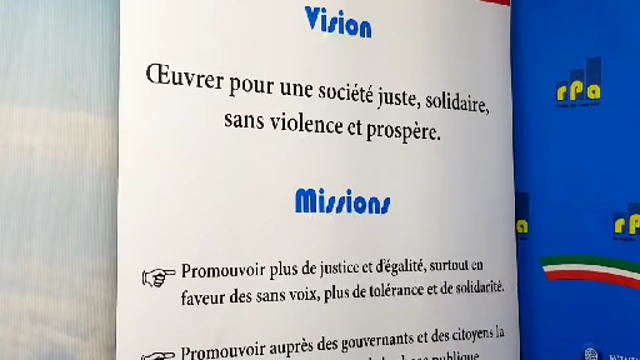 Vision
Œuvrer pour une société juste, solidaire,
sans violence et prospère.
Missions
Promouvoir plus de justice et d'égalité, surtout en
faveur des sans voix, plus de tolérance et de solidarité.
Promouvoir auprès des gouvernants et des citoyens la
publique
rPa
rPa